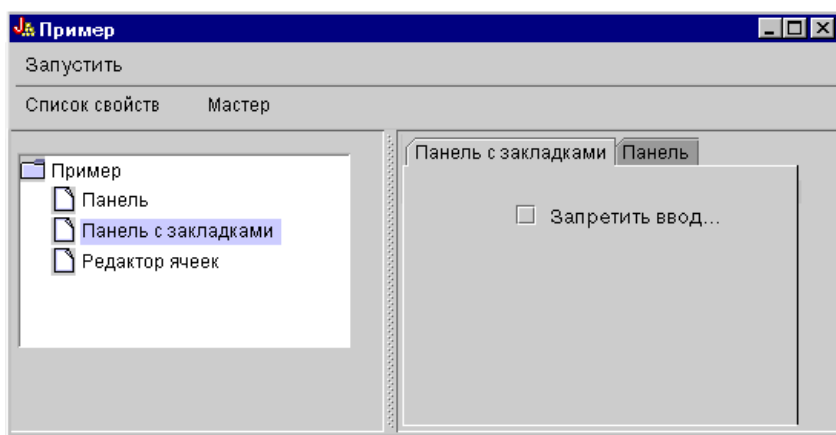 Пример
Запустить
Список свойств Мастер
Пример
Панель
Панель с закладками
Редактор ячеек
Панель с закладками Панель
Запретить ввод...